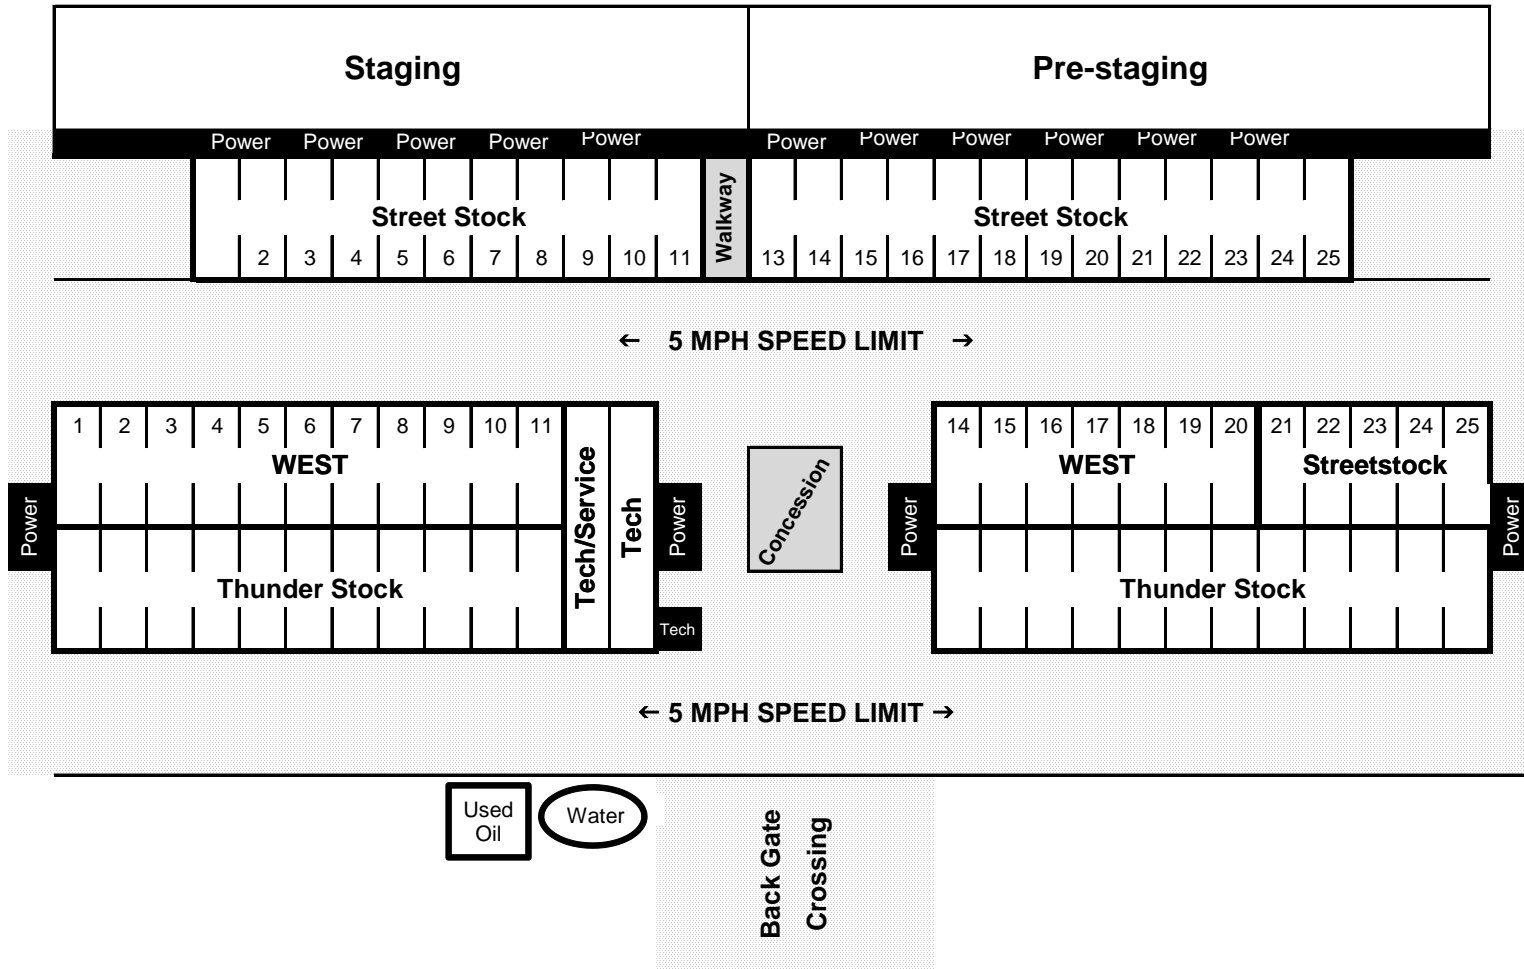 Staging Pre-staging
Power Power Power Power Power Power Power Power Power Power Power
Street Stock Walkway Street Stock
2 3 4 5 6 7 8 9 10 11 13 14 15 16 17 18 19 20 21 22 23 24 25
← 5 MPH SPEED LIMIT →
1 2 3 4 5 6 7 8 9 10 11 14 15 16 17 18 19 20 21 22 23 24 25
WEST WEST Streetstock
Power Tech/Service Tech Power Concession Power Power
Thunder Stock Thunder Stock
Tech
← 5 MPH SPEED LIMIT →
Used
Oil
Water
Back Gate
Crossing